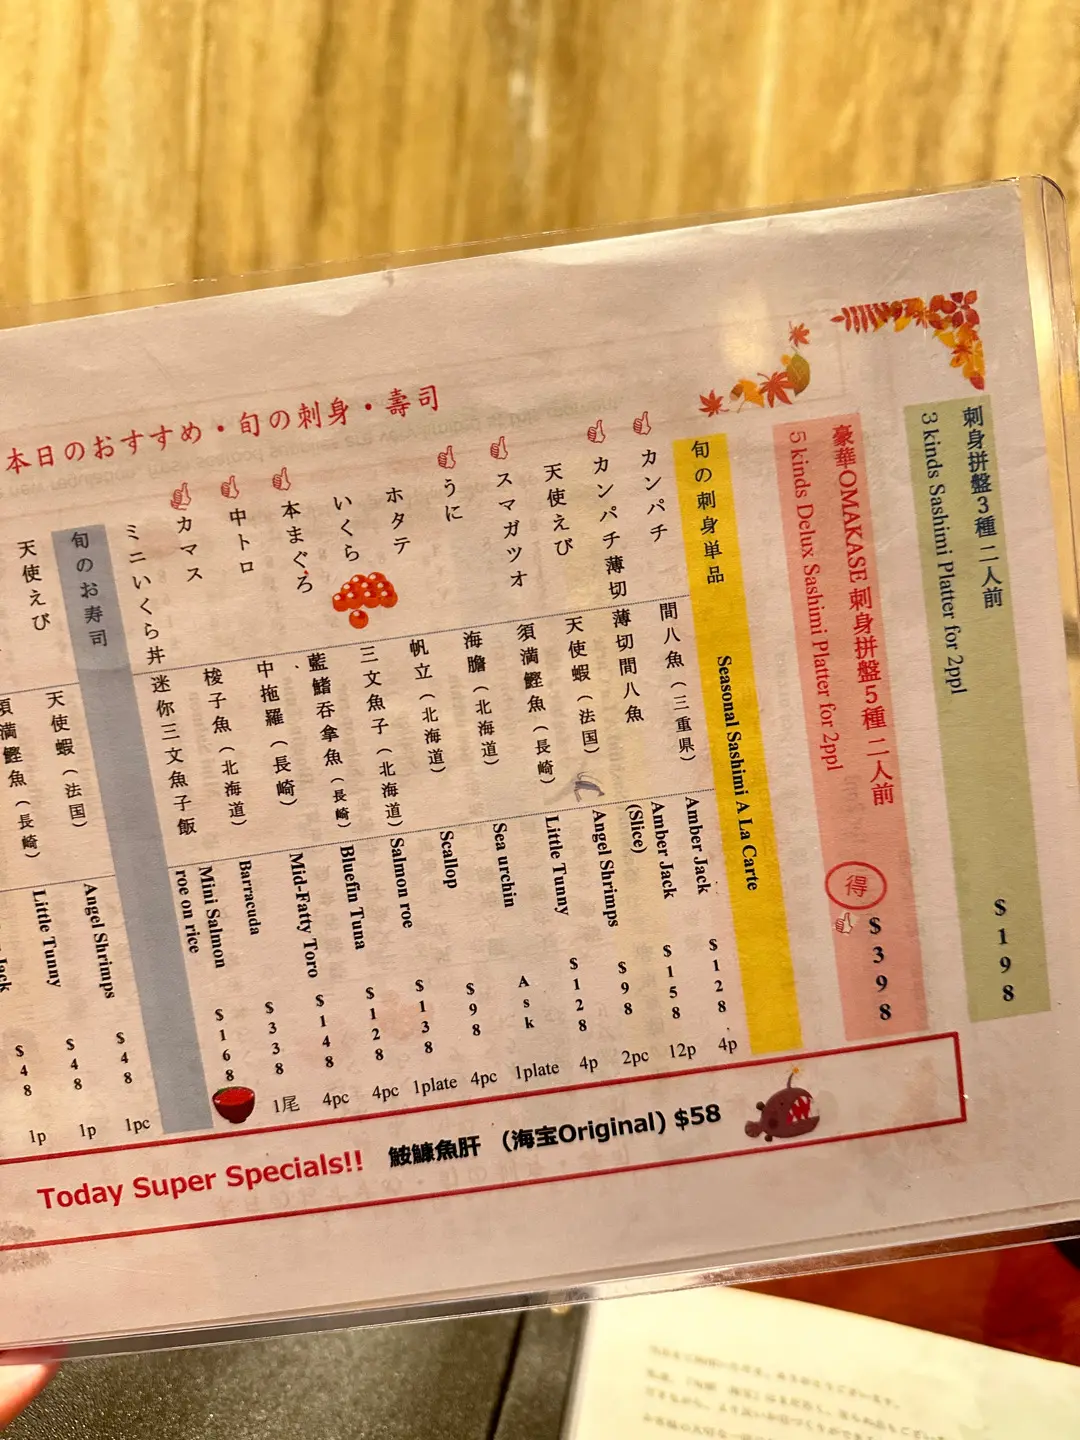 本日のおすすめ・旬の刺身・壽司
刺身拼盤3種 二人前
3 kinds Sashimi Platter for 2ppl
$198
豪華OMAKASE 刺身拼盤5種 二人前
5 kinds Delux Sashimi Platter for 2ppl
得
$398
旬の刺身単品 Seasonal Sashimi A La Carte
カンパチ 間八魚（三重県） Amber Jack $128 4p
カンパチ薄切 薄切間八魚 Amber Jack (Slice) $158 12p
天使えび 天使蝦（法国） Angel Shrimps $98 2pc
スマガツオ 須満鰹魚（長崎） Little Tunny $128 4p
うに 海膽（北海道） Sea urchin Ask 1plate
ホタテ 帆立（北海道） Scallop $98 4pc
いくら 三文魚子（北海道） Salmon roe $138 1plate
本まぐろ 藍鰭吞拿魚（長崎） Bluefin Tuna $128 4pc
中トロ 中拖羅（長崎） Mid-Fatty Toro $148 4pc
カマス 梭子魚（北海道） Barracuda $338 1尾
ミニいくら丼 迷你三文魚子飯 Mini Salmon roe on rice $168
旬のお寿司
天使えび 天使蝦（法国） Angel Shrimps $48 1pc
須満鰹魚（長崎） Little Tunny $48 1p
Jack $48 1p
Today Super Specials!! 鮟鱇魚肝 （海宝Original) $58